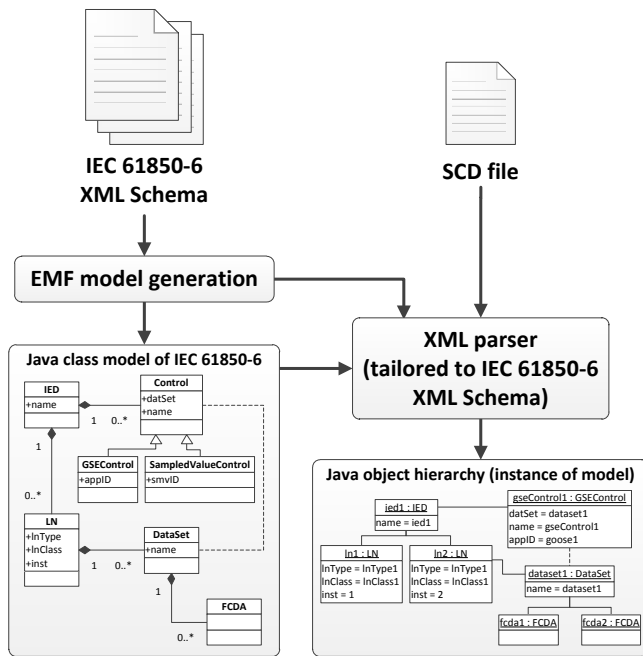 IEC 61850-6
XML Schema
SCD file
EMF model generation
XML parser
(tailored to IEC 61850-6
XML Schema)
Java class model of IEC 61850-6
IED
+name
1
0..*
Control
+datSet
+name
1
0..*
GSEControl
+appID
SampledValueControl
+smvID
LN
+lnType
+lnClass
+inst
1
0..*
DataSet
+name
1
0..*
FCDA
Java object hierarchy (instance of model)
ied1 : IED
name = ied1
gseControl1 : GSEControl
datSet = dataset1
name = gseControl1
appID = goose1
ln1 : LN
lnType = lnType1
lnClass = lnClass1
inst = 1
ln2 : LN
lnType = lnType1
lnClass = lnClass1
inst = 2
dataset1 : DataSet
name = dataset1
fcda1 : FCDA
fcda2 : FCDA